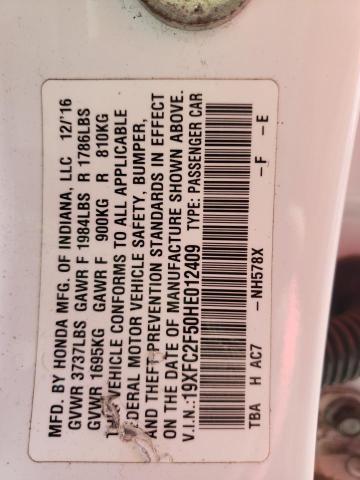 MFD. BY HONDA MFG. OF INDIANA, LLC 12/'16
GVWR 3737LBS GAWR F 1984LBS R 1786LBS
GVWR 1695KG GAWR F 900KG R 810KG
VEHICLE CONFORMS TO ALL APPLICABLE
FEDERAL MOTOR VEHICLE SAFETY, BUMPER,
AND THEFT PREVENTION STANDARDS IN EFFECT
ON THE DATE OF MANUFACTURE SHOWN ABOVE.
V.I.N.:19XFC2F50HE012409 TYPE: PASSENGER CAR
TBA H AC7 -NH578X -F -E